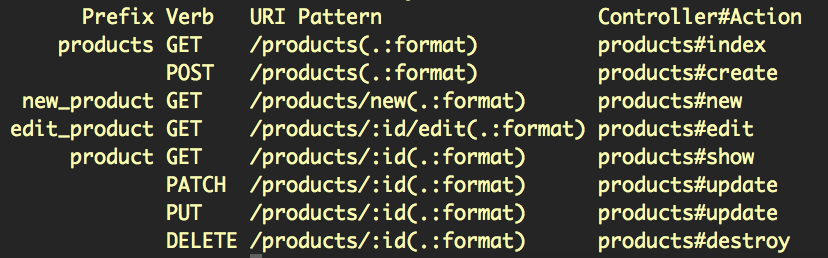 Prefix Verb URI Pattern Controller#Action
products GET /products(.:format) products#index
POST /products(.:format) products#create
new_product GET /products/new(.:format) products#new
edit_product GET /products/:id/edit(.:format) products#edit
product GET /products/:id(.:format) products#show
PATCH /products/:id(.:format) products#update
PUT /products/:id(.:format) products#update
DELETE /products/:id(.:format) products#destroy